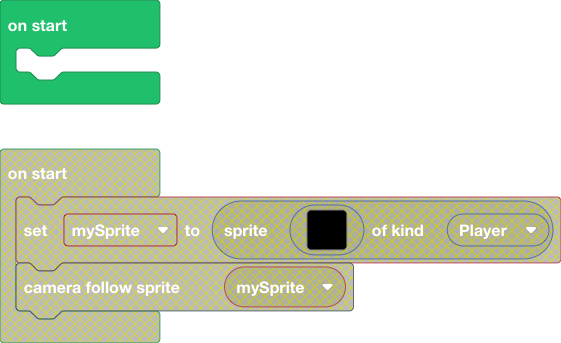 on start
on start
set mySprite to sprite of kind Player
camera follow sprite mySprite